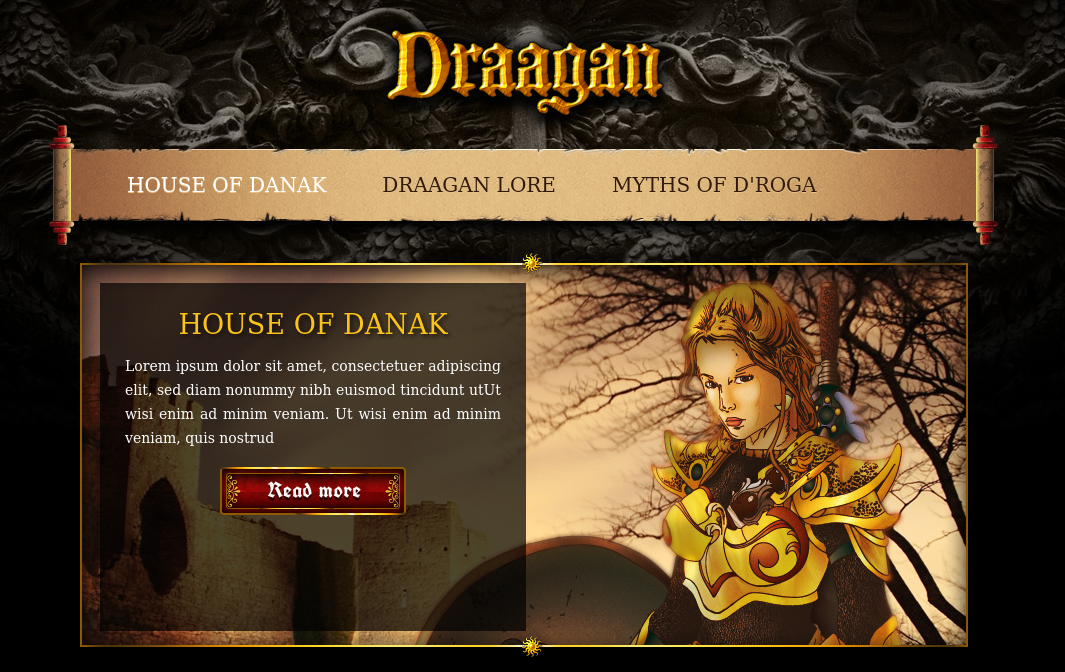 Draagan
HOUSE OF DANAK
DRAAGAN LORE
MYTHS OF D'ROGA
HOUSE OF DANAK
Lorem ipsum dolor sit amet, consectetuer adipiscing
elit, sed diam nonummy nibh euismod tincidunt utUt
wisi enim ad minim veniam. Ut wisi enim ad minim
veniam, quis nostrud
Read more